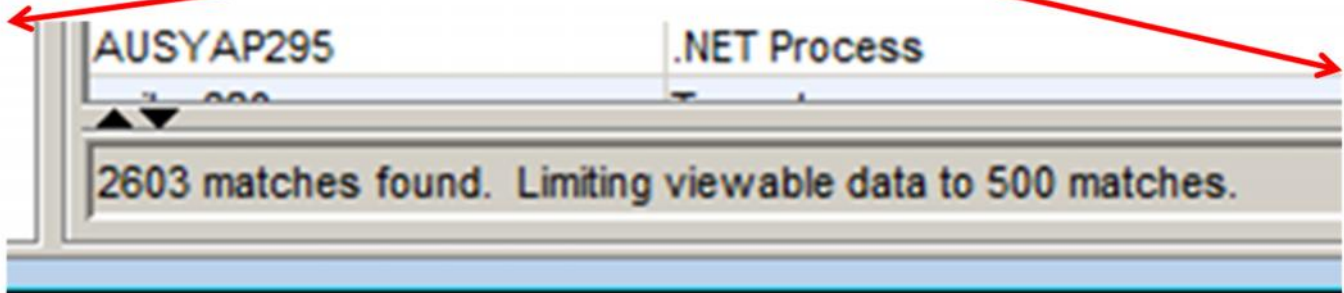 AUSYAP295 .NET Process
2603 matches found. Limiting viewable data to 500 matches.